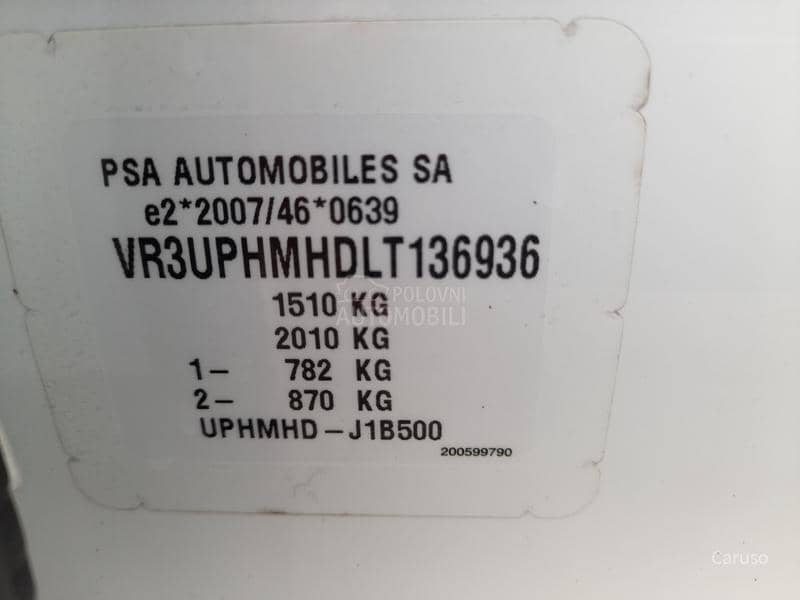 PSA AUTOMOBILES SA
e2*2007/46*0639
VR3UPHMHDLT136936
1510 KG
POLOVNI
AUTOMOBILI
2010 KG
1- 782 KG
2- 870 KG
UPHMHD-J1B500
200599790
Caruso